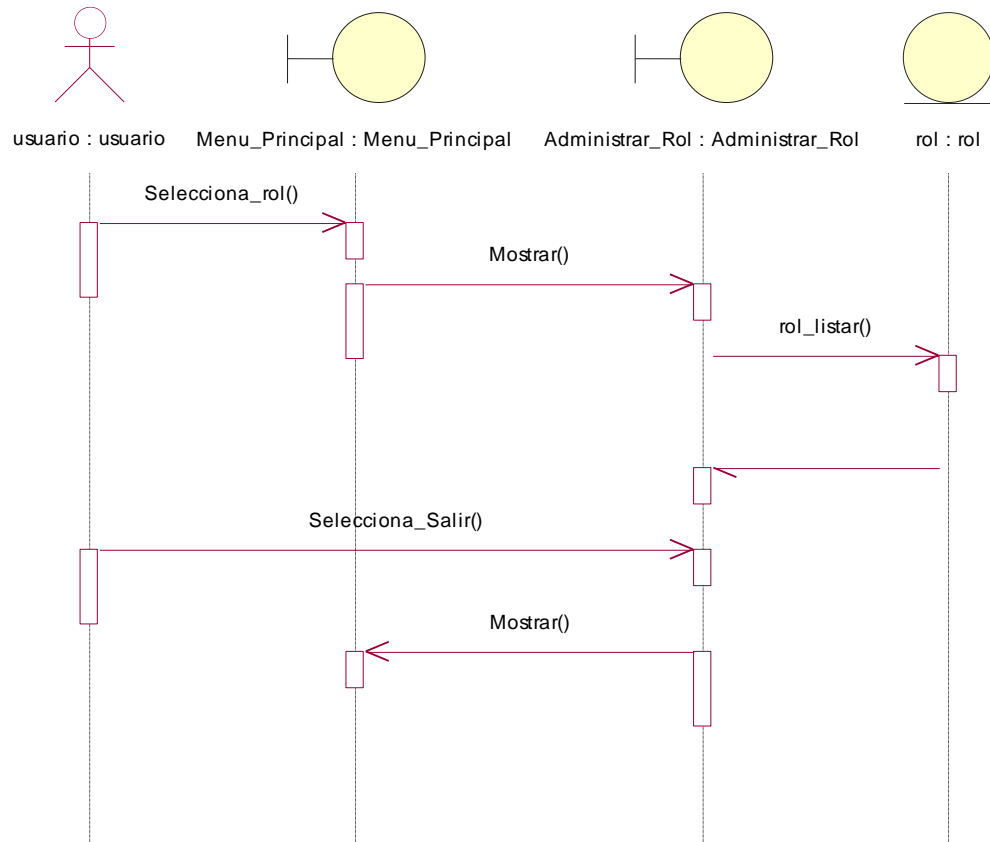 usuario : usuario
Menu_Principal : Menu_Principal
Administrar_Rol : Administrar_Rol
rol : rol
Selecciona_rol()
Mostrar()
rol_listar()
Selecciona_Salir()
Mostrar()